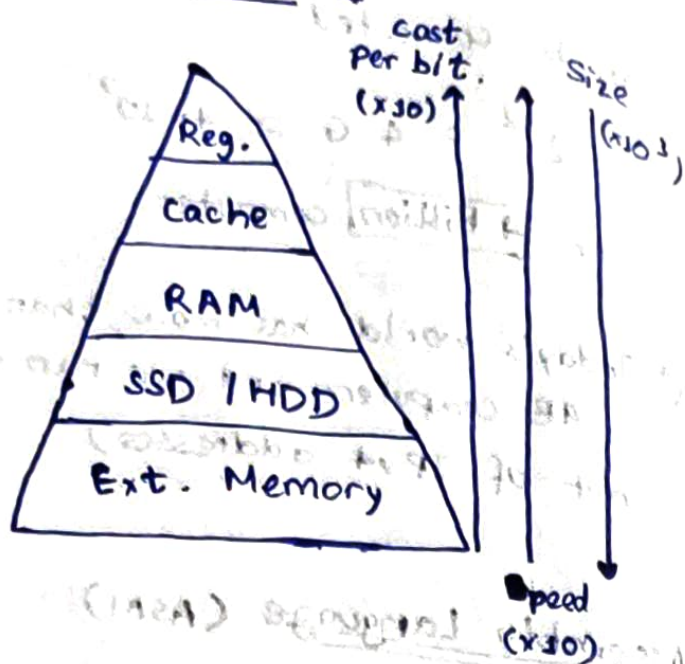 cost
per bit.
(x10)
Size
(x10³)
Reg.
Cache
RAM
SSD / HDD
Ext. Memory
Speed
(x10)